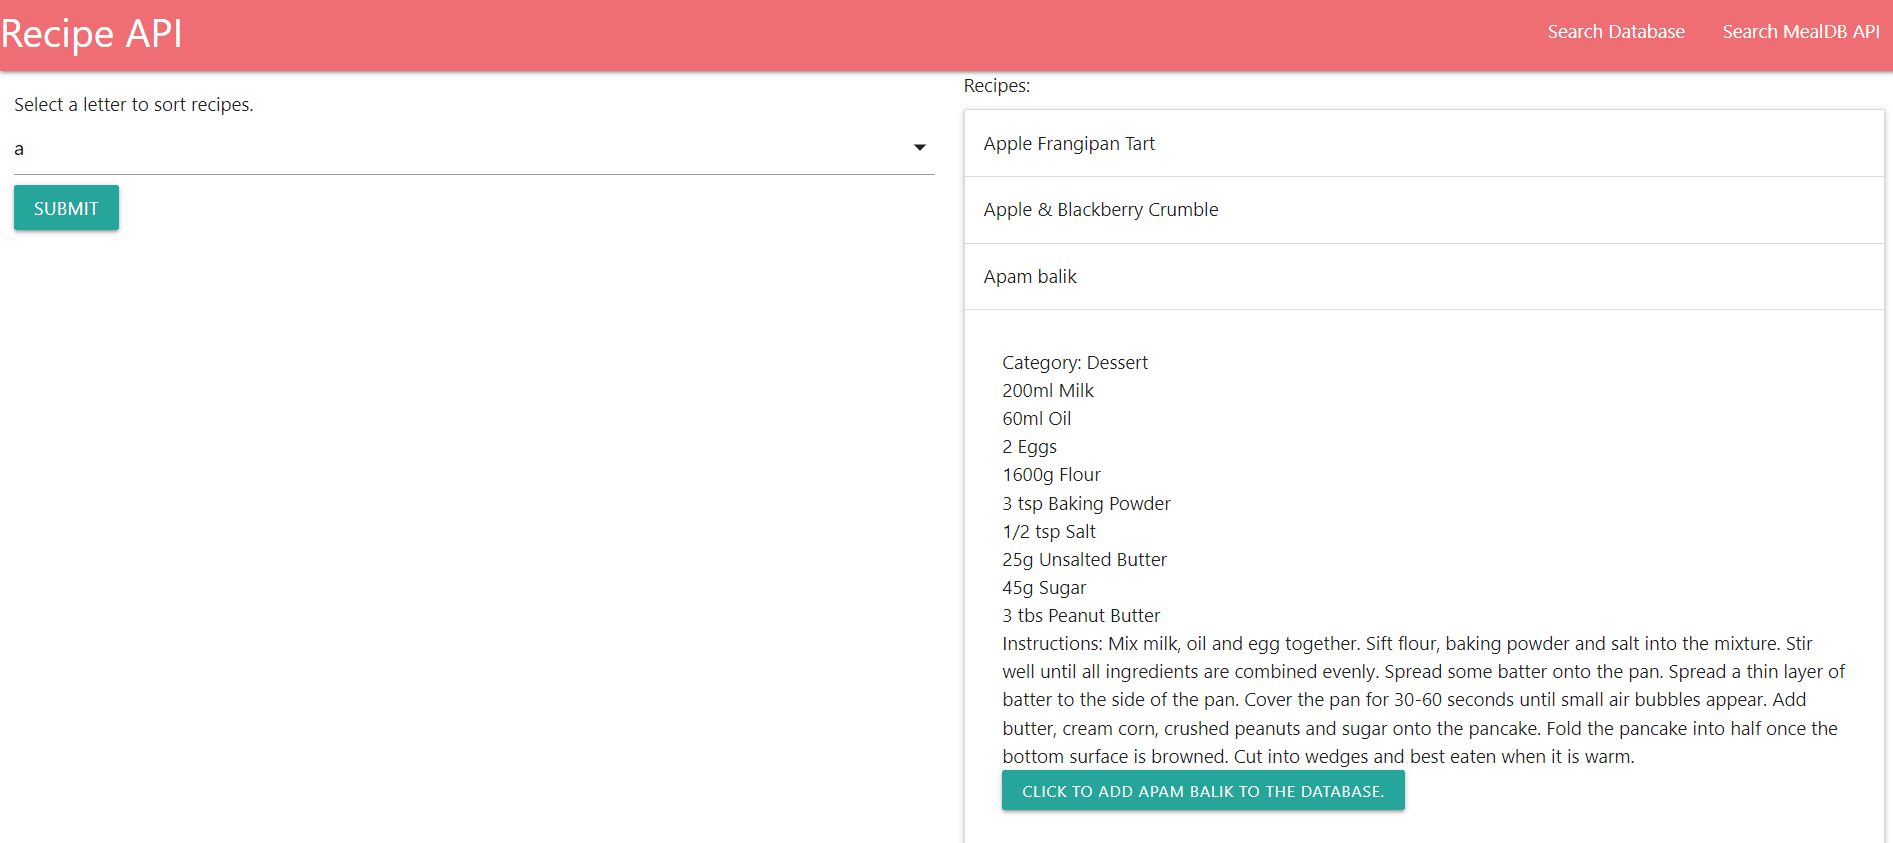 Recipe API
Search Database
Search MealDB API
Select a letter to sort recipes.
a
SUBMIT
Recipes:
Apple Frangipan Tart
Apple & Blackberry Crumble
Apam balik
Category: Dessert
200ml Milk
60ml Oil
2 Eggs
1600g Flour
3 tsp Baking Powder
1/2 tsp Salt
25g Unsalted Butter
45g Sugar
3 tbs Peanut Butter
Instructions: Mix milk, oil and egg together. Sift flour, baking powder and salt into the mixture. Stir
well until all ingredients are combined evenly. Spread some batter onto the pan. Spread a thin layer of
batter to the side of the pan. Cover the pan for 30-60 seconds until small air bubbles appear. Add
butter, cream corn, crushed peanuts and sugar onto the pancake. Fold the pancake into half once the
bottom surface is browned. Cut into wedges and best eaten when it is warm.
CLICK TO ADD APAM BALIK TO THE DATABASE.